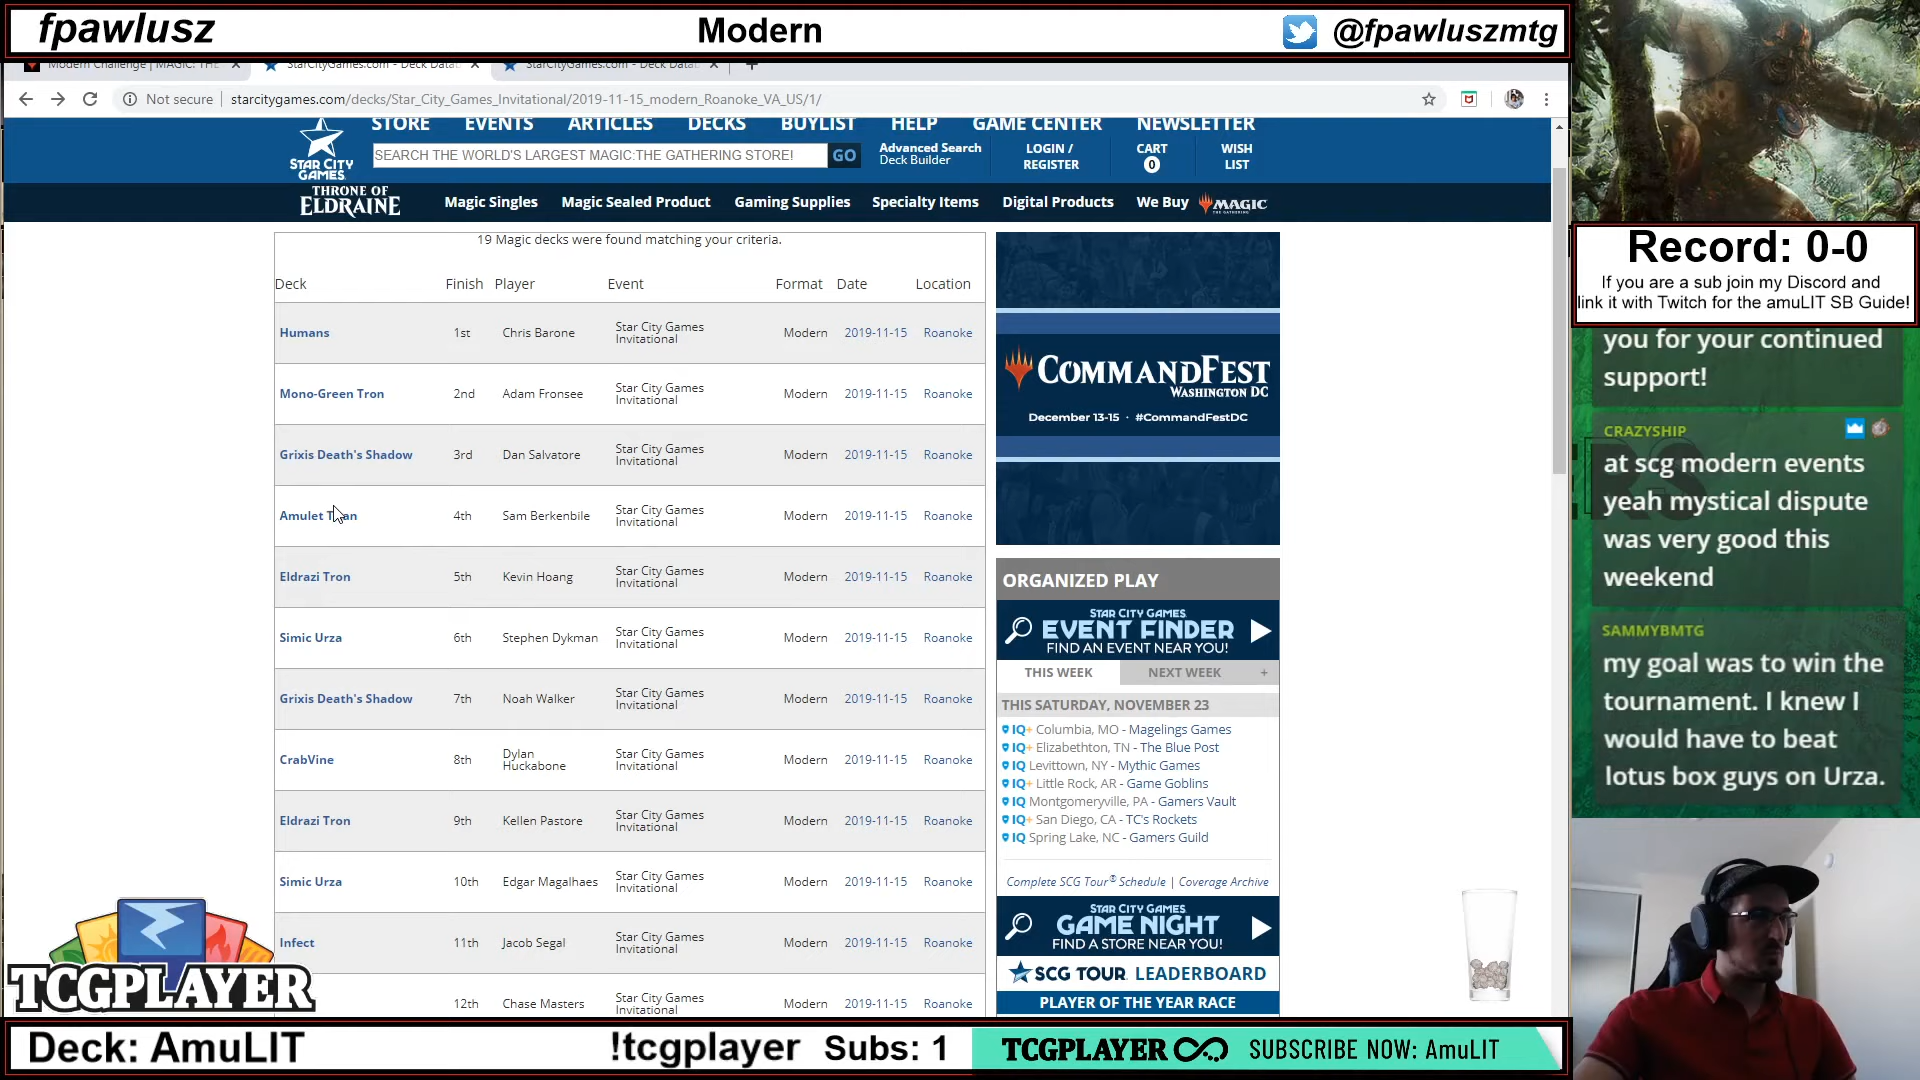 fpawlusz
Modern
@fpawluszmtg
Modern Challenge | MAGIC: THE
StarCityGames.com - Deck Data
StarCityGames.com - Deck Data
Not secure
starcitygames.com/decks/Star_City_Games_Invitational/2019-11-15_modern_Roanoke_VA_US/1/
STORE EVENTS ARTICLES DECKS BUYLIST HELP GAME CENTER NEWSLETTER
STAR CITY GAMES
SEARCH THE WORLD'S LARGEST MAGIC:THE GATHERING STORE!
GO
Advanced Search
Deck Builder
LOGIN /
REGISTER
CART
0
WISH
LIST
THRONE OF
ELDRAINE
Magic Singles Magic Sealed Product Gaming Supplies Specialty Items Digital Products We Buy MAGIC
19 Magic decks were found matching your criteria.
Deck Finish Player Event Format Date Location
Humans 1st Chris Barone Star City Games Invitational Modern 2019-11-15 Roanoke
Mono-Green Tron 2nd Adam Fronsee Star City Games Invitational Modern 2019-11-15 Roanoke
Grixis Death's Shadow 3rd Dan Salvatore Star City Games Invitational Modern 2019-11-15 Roanoke
Amulet Titan 4th Sam Berkenbile Star City Games Invitational Modern 2019-11-15 Roanoke
Eldrazi Tron 5th Kevin Hoang Star City Games Invitational Modern 2019-11-15 Roanoke
Simic Urza 6th Stephen Dykman Star City Games Invitational Modern 2019-11-15 Roanoke
Grixis Death's Shadow 7th Noah Walker Star City Games Invitational Modern 2019-11-15 Roanoke
CrabVine 8th Dylan Huckabone Star City Games Invitational Modern 2019-11-15 Roanoke
Eldrazi Tron 9th Kellen Pastore Star City Games Invitational Modern 2019-11-15 Roanoke
Simic Urza 10th Edgar Magalhaes Star City Games Invitational Modern 2019-11-15 Roanoke
Infect 11th Jacob Segal Star City Games Invitational Modern 2019-11-15 Roanoke
12th Chase Masters Star City Games Invitational Modern 2019-11-15 Roanoke
COMMANDFEST
WASHINGTON DC
December 13-15 · #CommandFestDC
ORGANIZED PLAY
STAR CITY GAMES
EVENT FINDER
FIND AN EVENT NEAR YOU!
THIS WEEK
NEXT WEEK +
THIS SATURDAY, NOVEMBER 23
IQ+ Columbia, MO - Magelings Games
IQ+ Elizabethton, TN - The Blue Post
IQ Levittown, NY - Mythic Games
IQ+ Little Rock, AR - Game Goblins
IQ Montgomeryville, PA - Gamers Vault
IQ+ San Diego, CA - TC's Rockets
IQ Spring Lake, NC - Gamers Guild
Complete SCG Tour® Schedule | Coverage Archive
STAR CITY GAMES
GAME NIGHT
FIND A STORE NEAR YOU!
SCG TOUR LEADERBOARD
PLAYER OF THE YEAR RACE
Record: 0-0
If you are a sub join my Discord and
link it with Twitch for the amuLIT SB Guide!
you for your continued
support!
CRAZYSHIP
at scg modern events
yeah mystical dispute
was very good this
weekend
SAMMYBMTG
my goal was to win the
tournament. I knew I
would have to beat
lotus box guys on Urza.
TCGPLAYER
Deck: AmuLIT
!tcgplayer
Subs: 1
TCGPLAYER
SUBSCRIBE NOW: AmuLIT